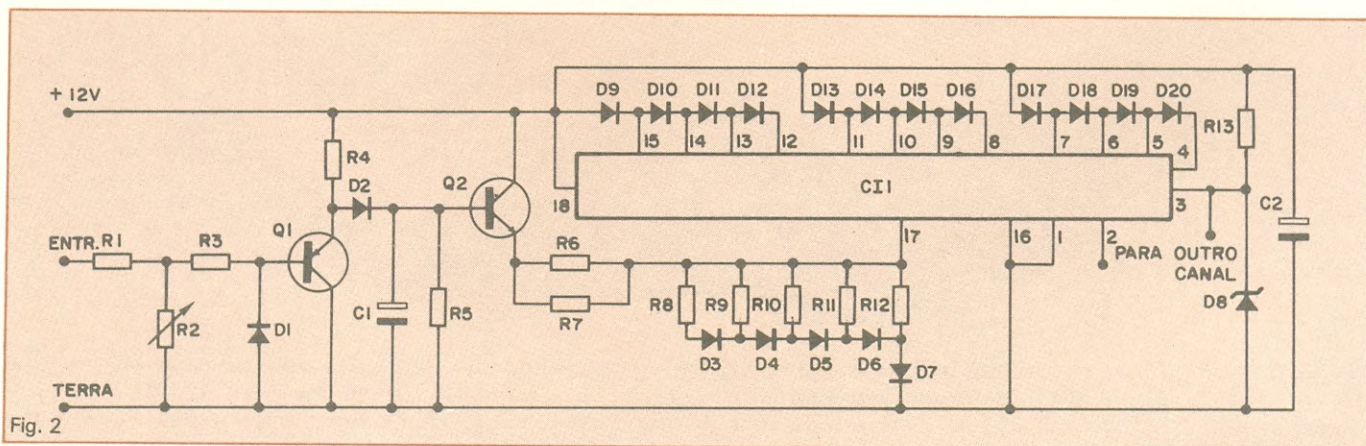 + 12V
D9
D10
D11
D12
D13
D14
D15
D16
D17
D18
D19
D20
R13
R4
D2
Q2
15
14
13
12
11
10
9
8
7
6
5
4
CI1
18
3
C2
ENTR.
R1
R3
Q1
17
16
1
2
PARA OUTRO
CANAL
R2
D1
C1
R5
R6
R7
R8
R9
R10
R11
R12
D8
D3
D4
D5
D6
D7
TERRA
Fig. 2